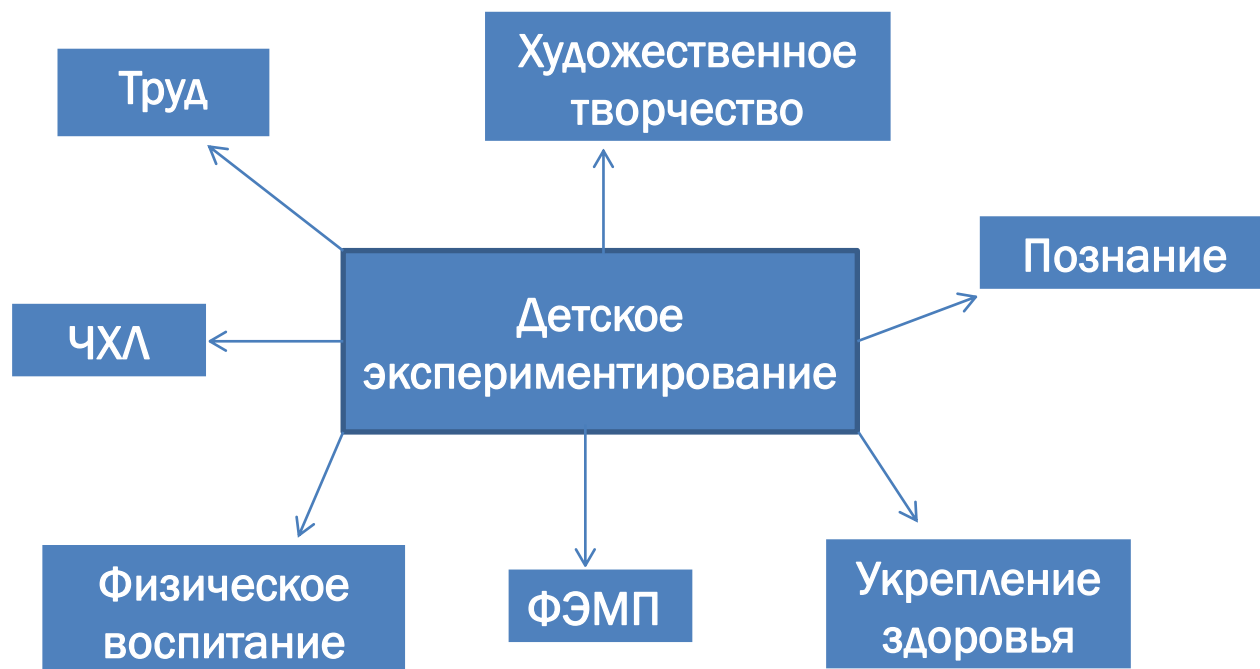 Художественное
творчество
Труд
Познание
Детское
экспериментирование
ЧХЛ
Физическое
воспитание
ФЭМП
Укрепление
здоровья